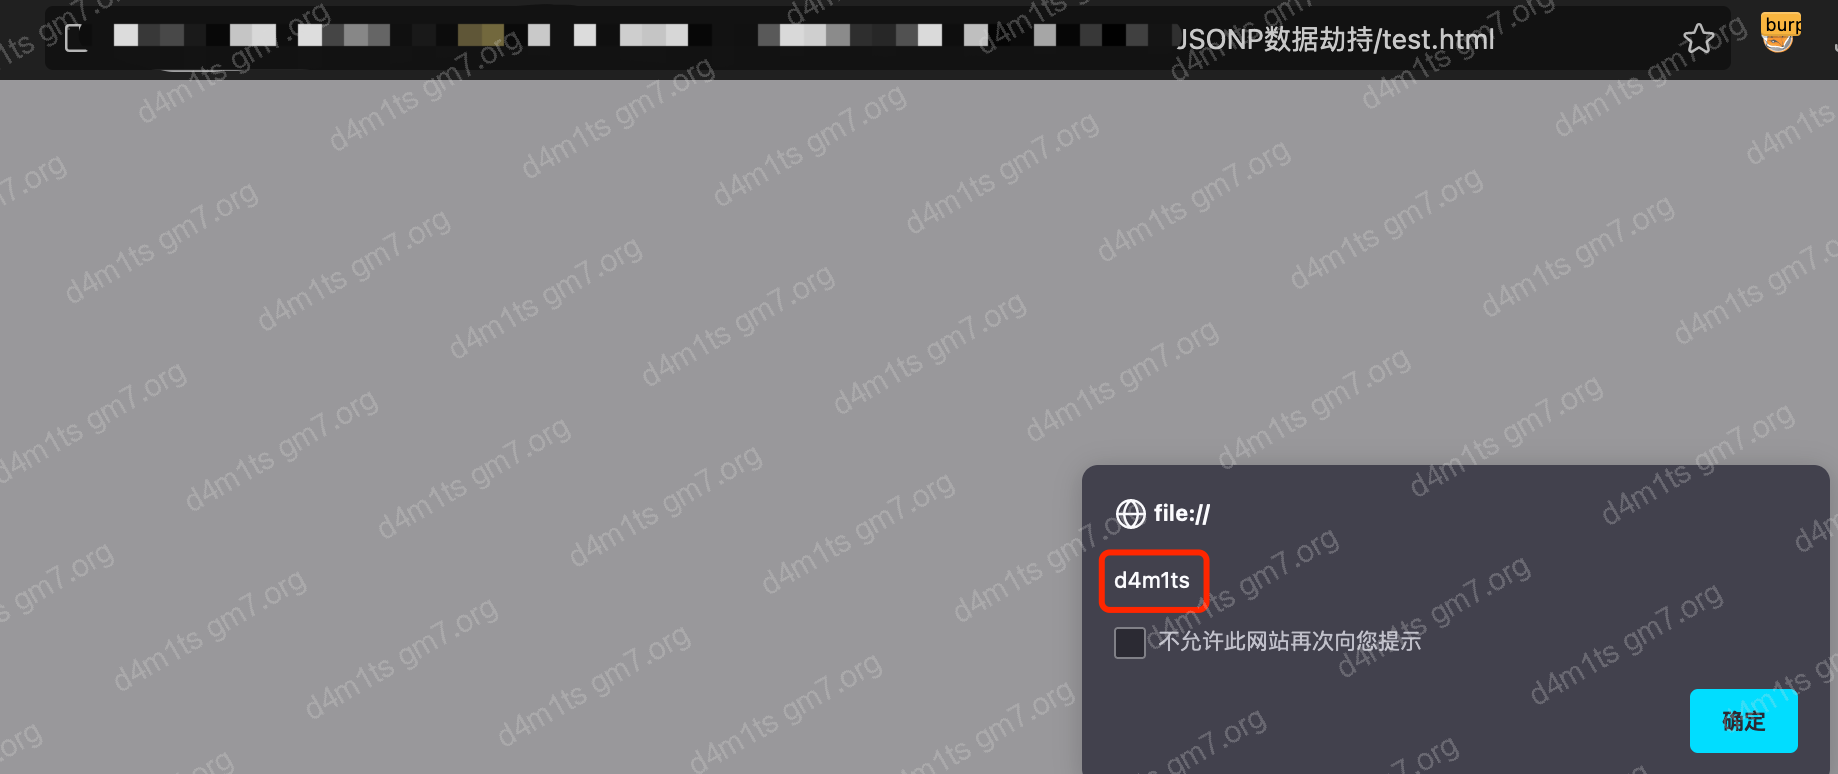 JSONP数据劫持/test.html
burp
file://
d4m1ts
不允许此网站再次向您提示
确定
d4m1ts gm7.org